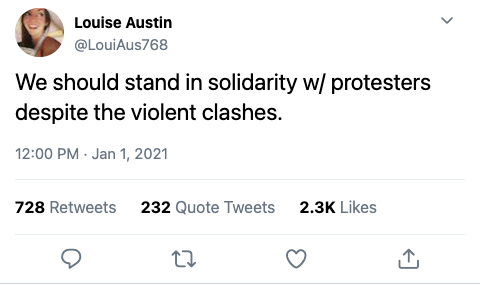 Louise Austin
@LouiAus768
We should stand in solidarity w/ protesters
despite the violent clashes.
12:00 PM · Jan 1, 2021
728 Retweets 232 Quote Tweets 2.3K Likes